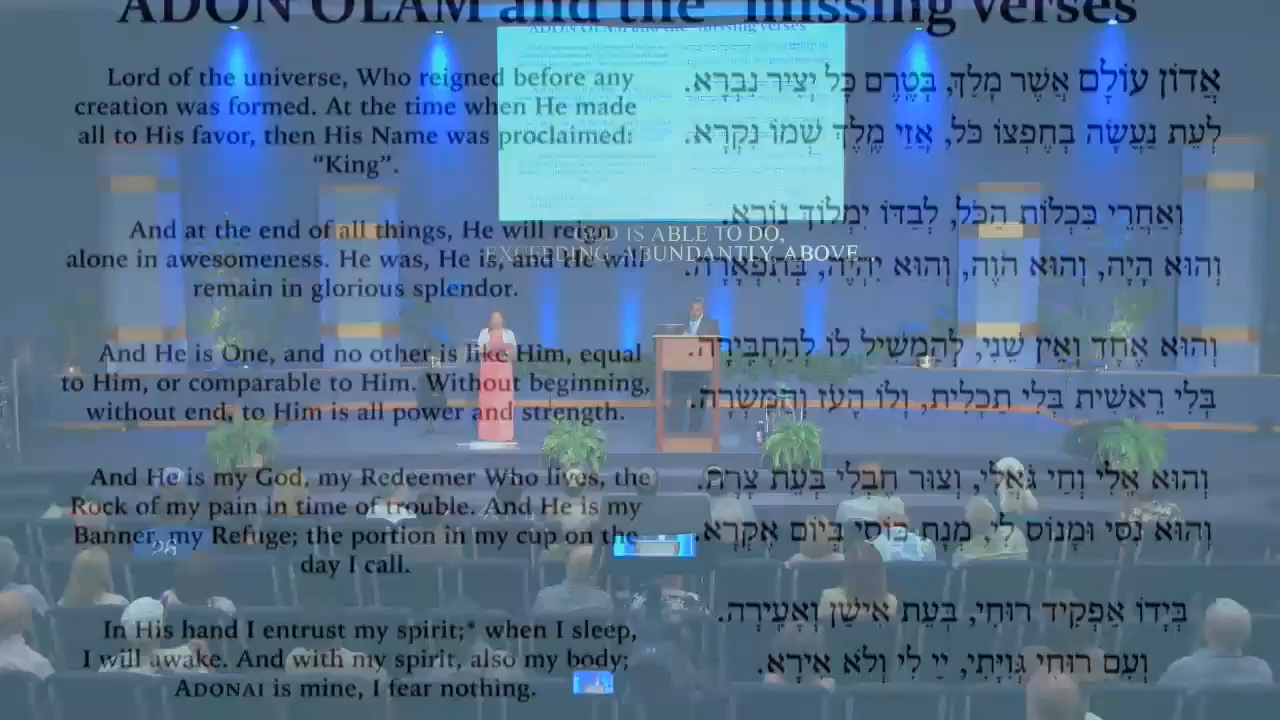 ADON OLAM and the "missing verses"
Lord of the universe, Who reigned before any
creation was formed. At the time when He made
all to His favor, then His Name was proclaimed:
“King”.
And at the end of all things, He will reign
alone in awesomeness. He was, He is, and He will
remain in glorious splendor.
And He is One, and no other is like Him, equal
to Him, or comparable to Him. Without beginning,
without end, to Him is all power and strength.
And He is my God, my Redeemer Who lives, the
Rock of my pain in time of trouble. And He is my
Banner, my Refuge; the portion in my cup on the
day I call.
In His hand I entrust my spirit;* when I sleep,
I will awake. And with my spirit, also my body;
ADONAI is mine, I fear nothing.
אֲדוֹן עוֹלָם אֲשֶׁר מָלַךְ, בְּטֶרֶם כָּל יְצִיר נִבְרָא.
לְעֵת נַעֲשָׂה בְחֶפְצוֹ כֹּל, אֲזַי מֶלֶךְ שְׁמוֹ נִקְרָא.
וְאַחֲרֵי כִּכְלוֹת הַכֹּל, לְבַדּוֹ יִמְלוֹךְ נוֹרָא.
וְהוּא הָיָה, וְהוּא הֹוֶה, וְהוּא יִהְיֶה, בְּתִפְאָרָה.
וְהוּא אֶחָד וְאֵין שֵׁנִי, לְהַמְשִׁיל לוֹ לְהַחְבִּירָה.
בְּלִי רֵאשִׁית בְּלִי תַכְלִית, וְלוֹ הָעֹז וְהַמִּשְׂרָה.
וְהוּא אֵלִי וְחַי גֹּאֲלִי, וְצוּר חֶבְלִי בְּעֵת צָרָה.
וְהוּא נִסִּי וּמָנוֹס לִי, מְנָת כּוֹסִי בְּיוֹם אֶקְרָא.
בְּיָדוֹ אַפְקִיד רוּחִי, בְּעֵת אִישַׁן וְאָעִירָה.
וְעִם רוּחִי גְּוִיָּתִי, יְיָ לִי וְלֹא אִירָא.
ADON OLAM and the "missing verses"
IS ABLE TO DO,
EXCEEDING, ABUNDANTLY, ABOVE...